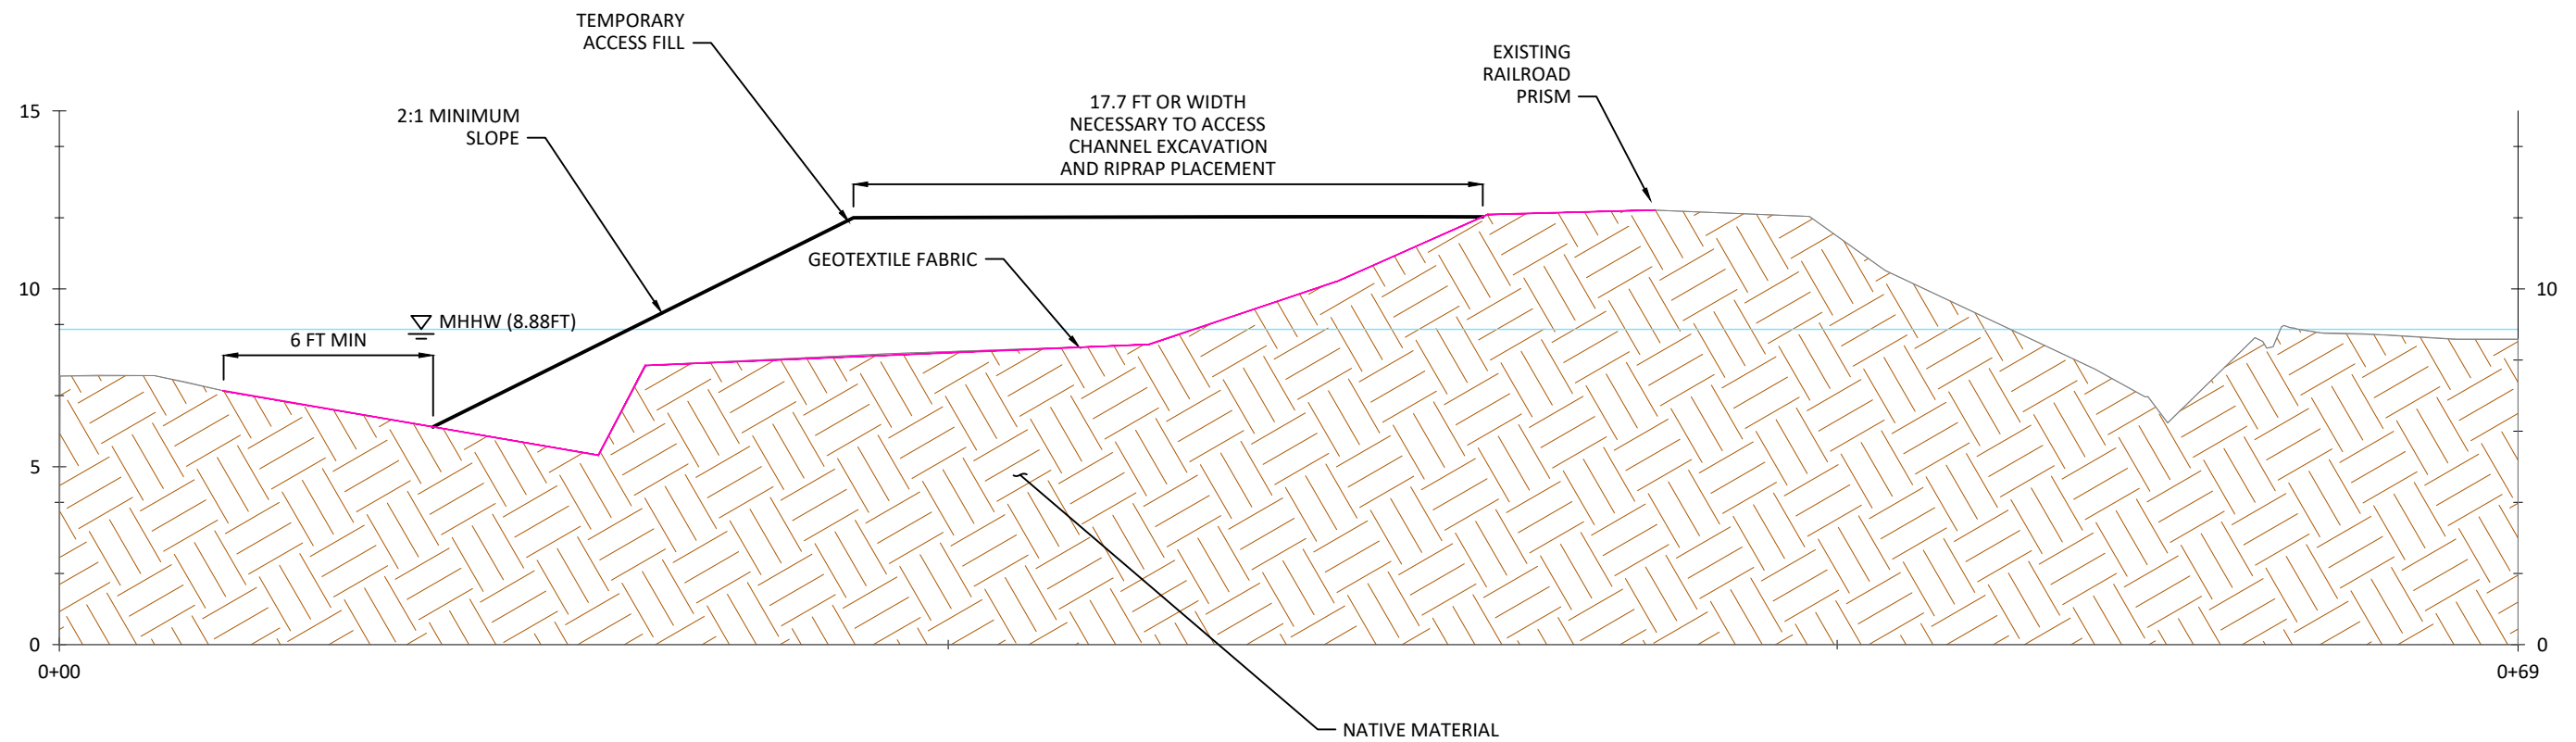 TEMPORARY
ACCESS FILL
EXISTING
RAILROAD
PRISM
2:1 MINIMUM
SLOPE
17.7 FT OR WIDTH
NECESSARY TO ACCESS
CHANNEL EXCAVATION
AND RIPRAP PLACEMENT
15
GEOTEXTILE FABRIC
10
10
MHHW (8.88FT)
6 FT MIN
5
0
0
0+00
0+69
NATIVE MATERIAL